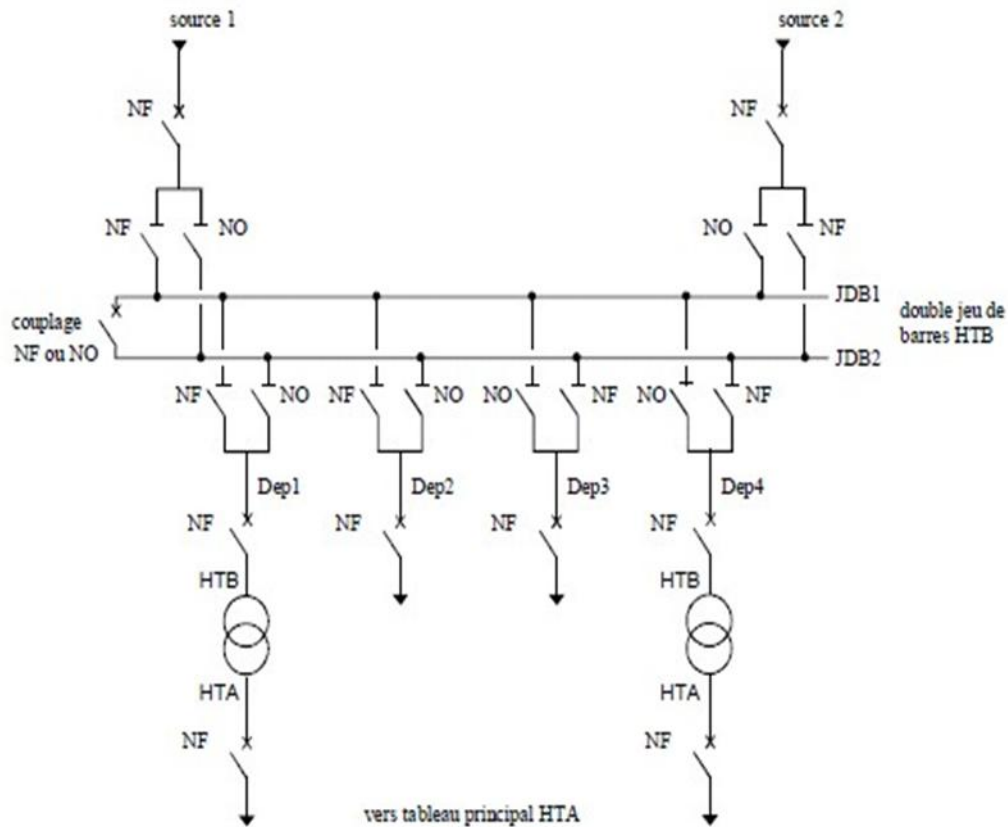 source 1
source 2
NF
NF
NF
NO
NO
NF
JDB1
couplage
NF ou NO
double jeu de
barres HTB
JDB2
NF
NO
NF
NO
NO
NF
NO
NF
Dep1
Dep2
Dep3
Dep4
NF
NF
NF
NF
HTB
HTB
HTA
HTA
NF
NF
vers tableau principal HTA